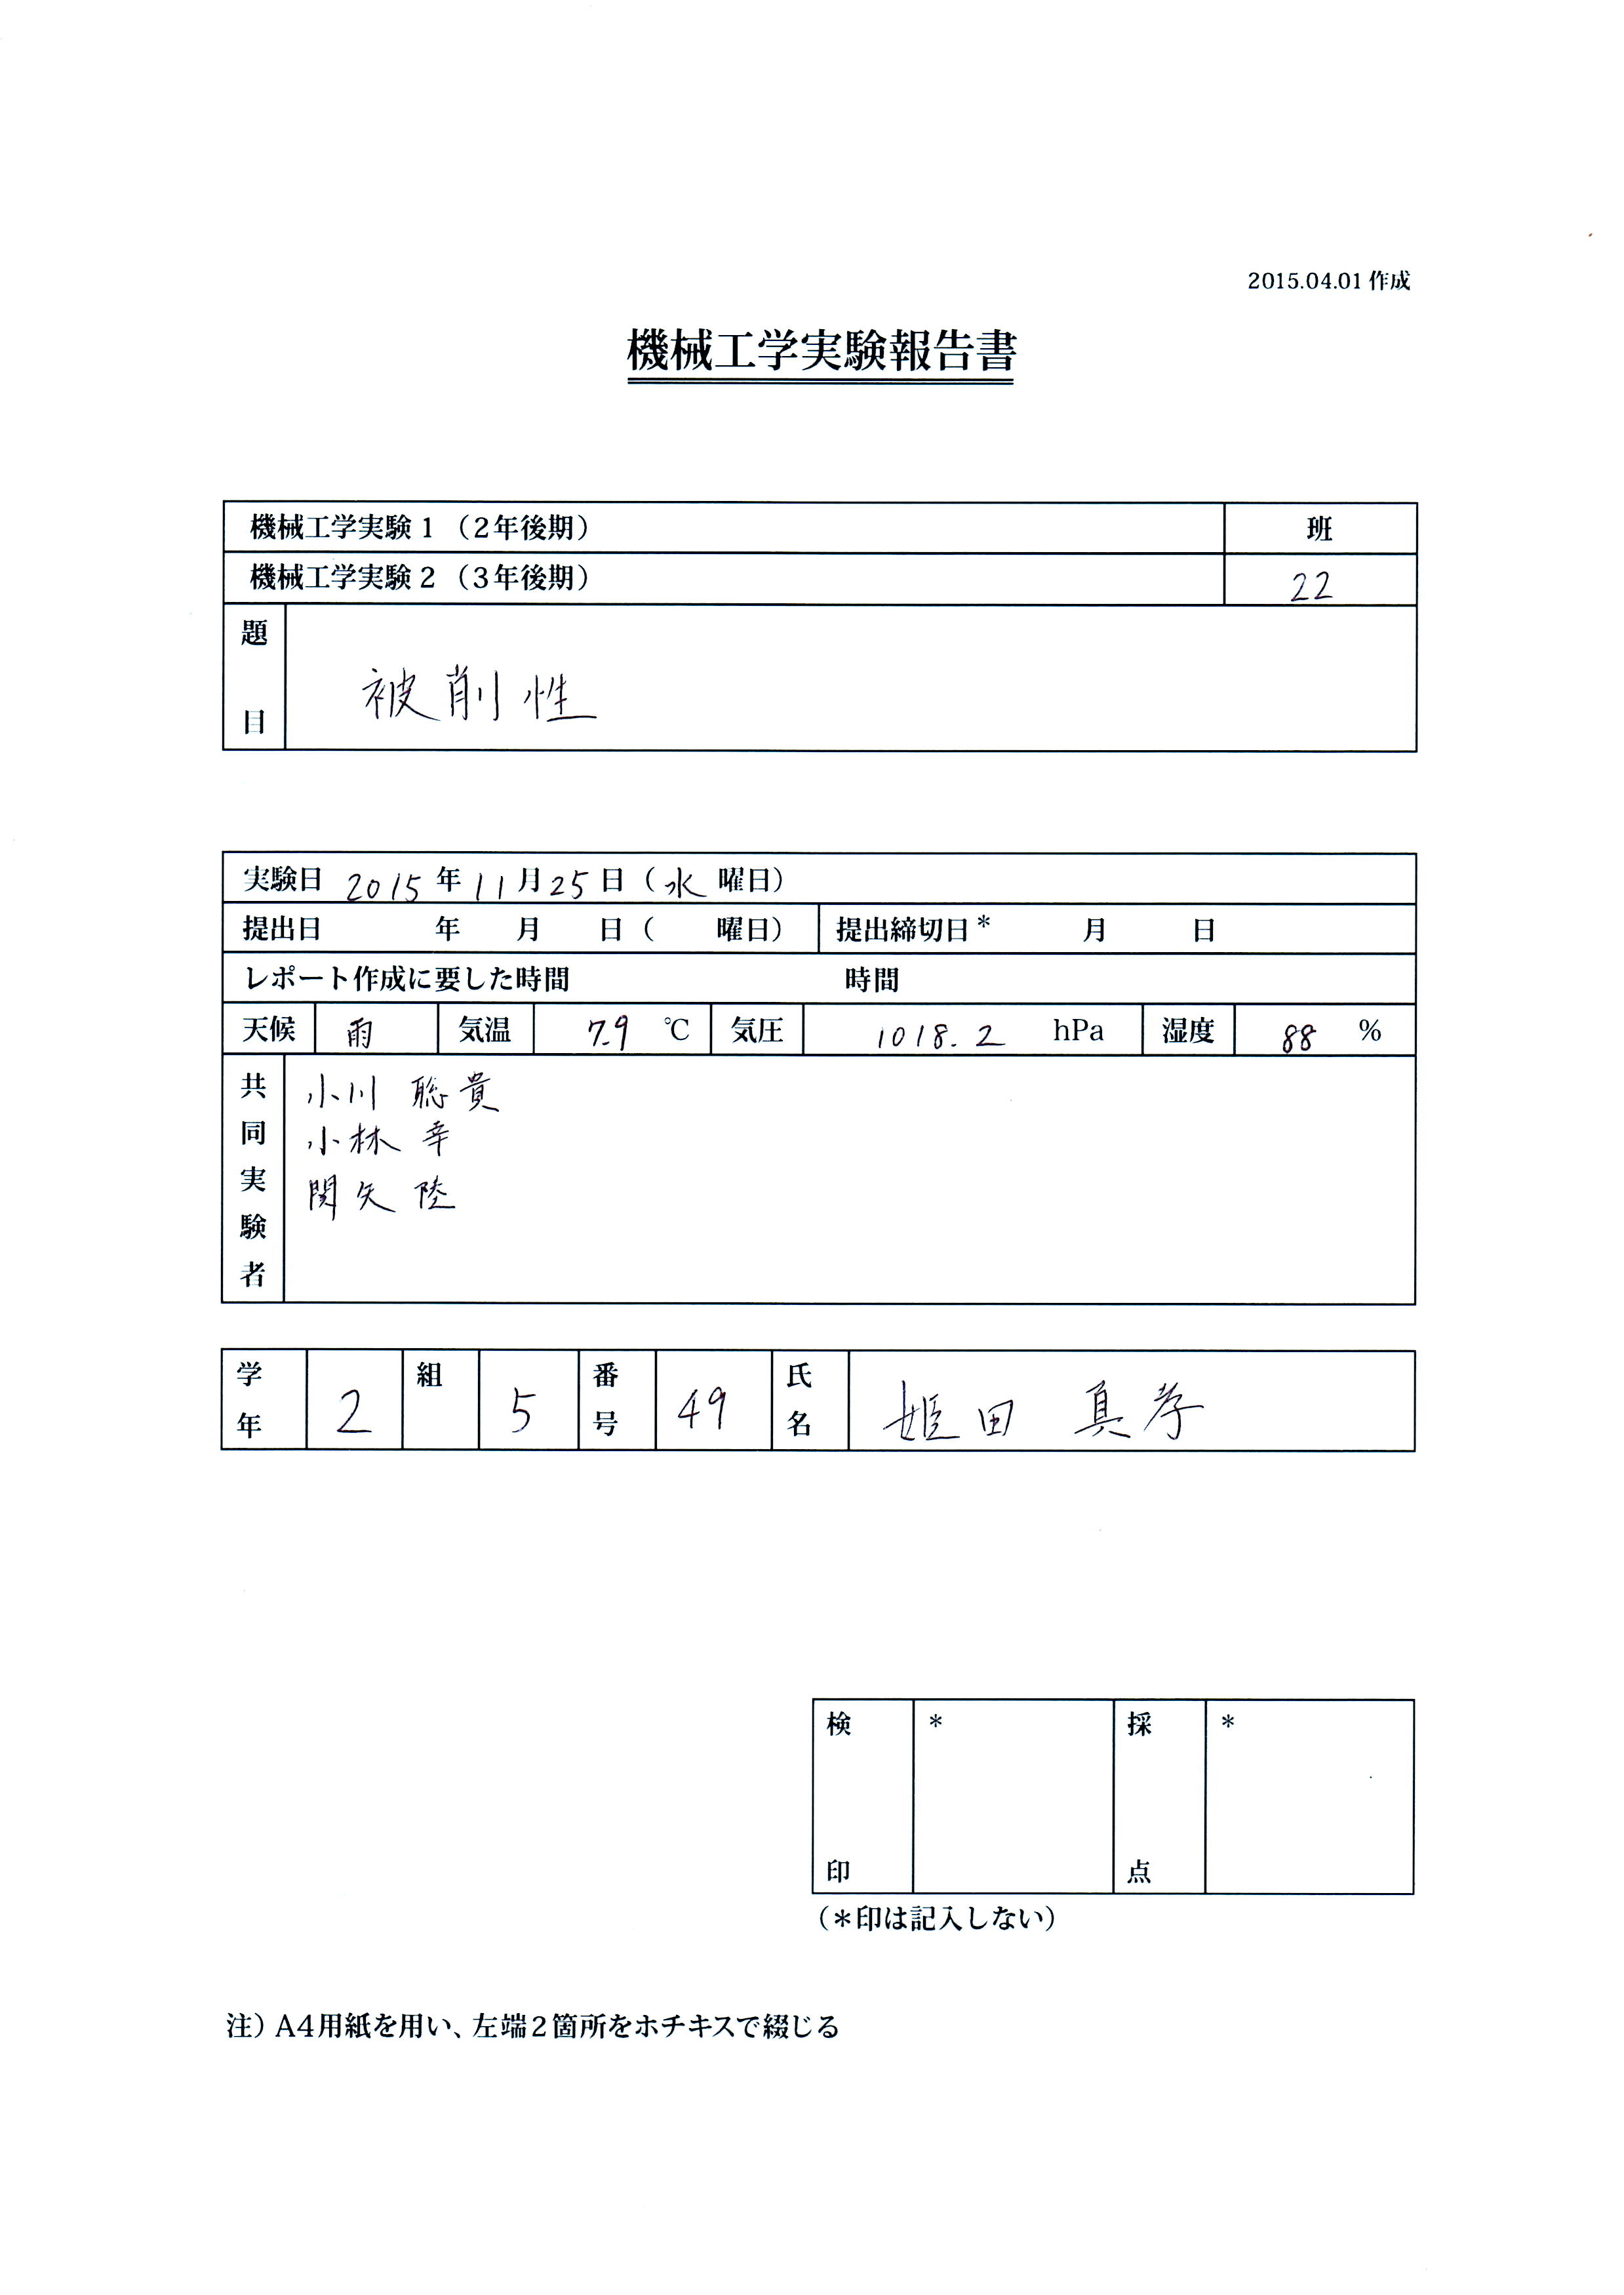 2015.04.01 作成
機械工学実験報告書
機械工学実験 1 （2年後期） 班
機械工学実験 2 （3年後期） 22
題目 被削性
実験日 2015 年 11 月 25 日 （ 水 曜日）
提出日 年 月 日 （ 曜日） 提出締切日＊ 月 日
レポート作成に要した時間 時間
天候 雨 気温 7.9 ℃ 気圧 1018.2 hPa 湿度 88 %
共同実験者 小川 聡貴
小林 幸
関矢 陸
学年 2 組 5 番号 49 氏名 姫田 真孝
検印 ＊ 採点 ＊
（＊印は記入しない）
注）A4用紙を用い、左端2箇所をホチキスで綴じる